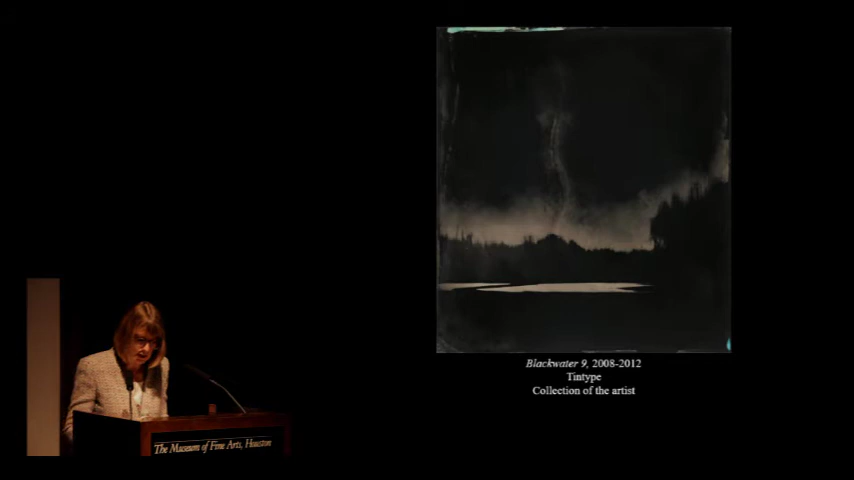 Blackwater 9, 2008-2012
Tintype
Collection of the artist
The Museum of Fine Arts, Houston